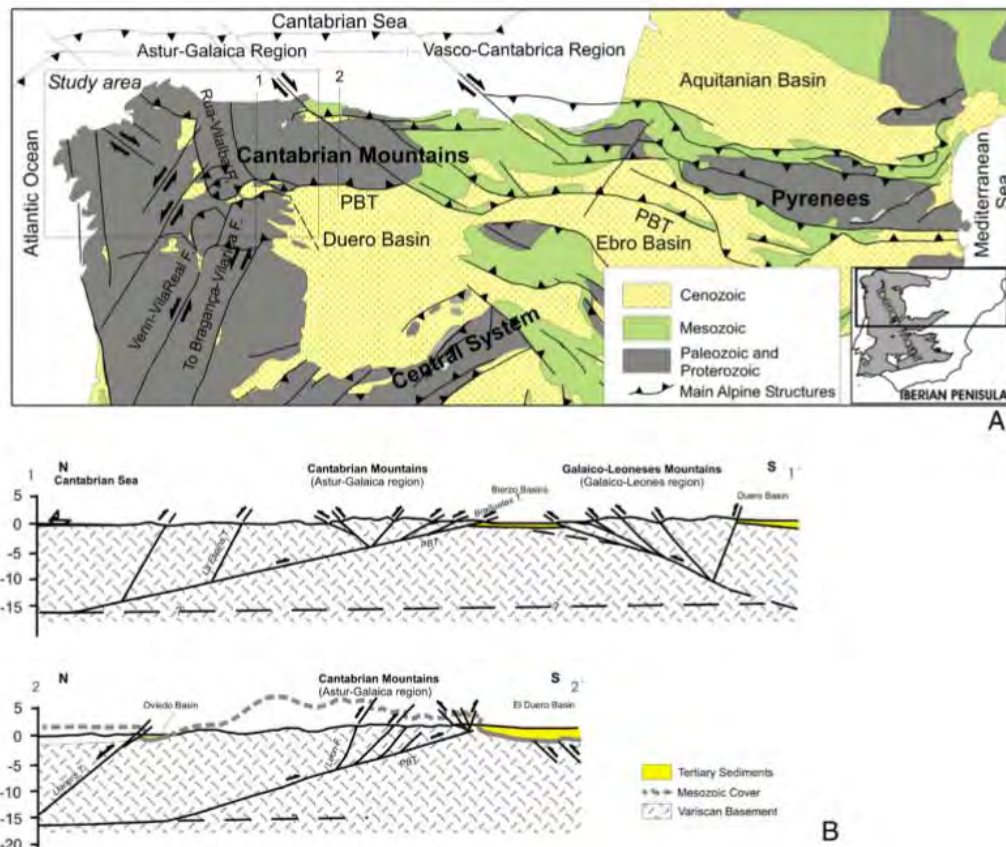 Cantabrian Sea
Astur-Galaica Region
Vasco-Cantabrica Region
Study area
1
2
Aquitanian Basin
Rua-Vilalba F.
Cantabrian Mountains
Atlantic Ocean
Mediterranean
Sea
PBT
Pyrenees
Duero Basin
PBT
Ebro Basin
Verin-VilaReal F.
To Bragança-Vilariça F.
Central System
Cenozoic
Mesozoic
Paleozoic and
Proterozoic
Main Alpine Structures
IBERIAN PENISULA
A
1
N
Cantabrian Sea
Cantabrian Mountains
(Astur-Galaica region)
Galaico-Leoneses Mountains
(Galaico-Leones region)
S
1'
Bierzo Basins
Duero Basin
5
0
-5
-10
-15
PBT
?
?
2
N
Cantabrian Mountains
(Astur-Galaica region)
S
2'
Oviedo Basin
El Duero Basin
5
0
-5
-10
-15
-20
Llanera T.
León F.
PBT
Tertiary Sediments
Mesozoic Cover
Variscan Basement
B